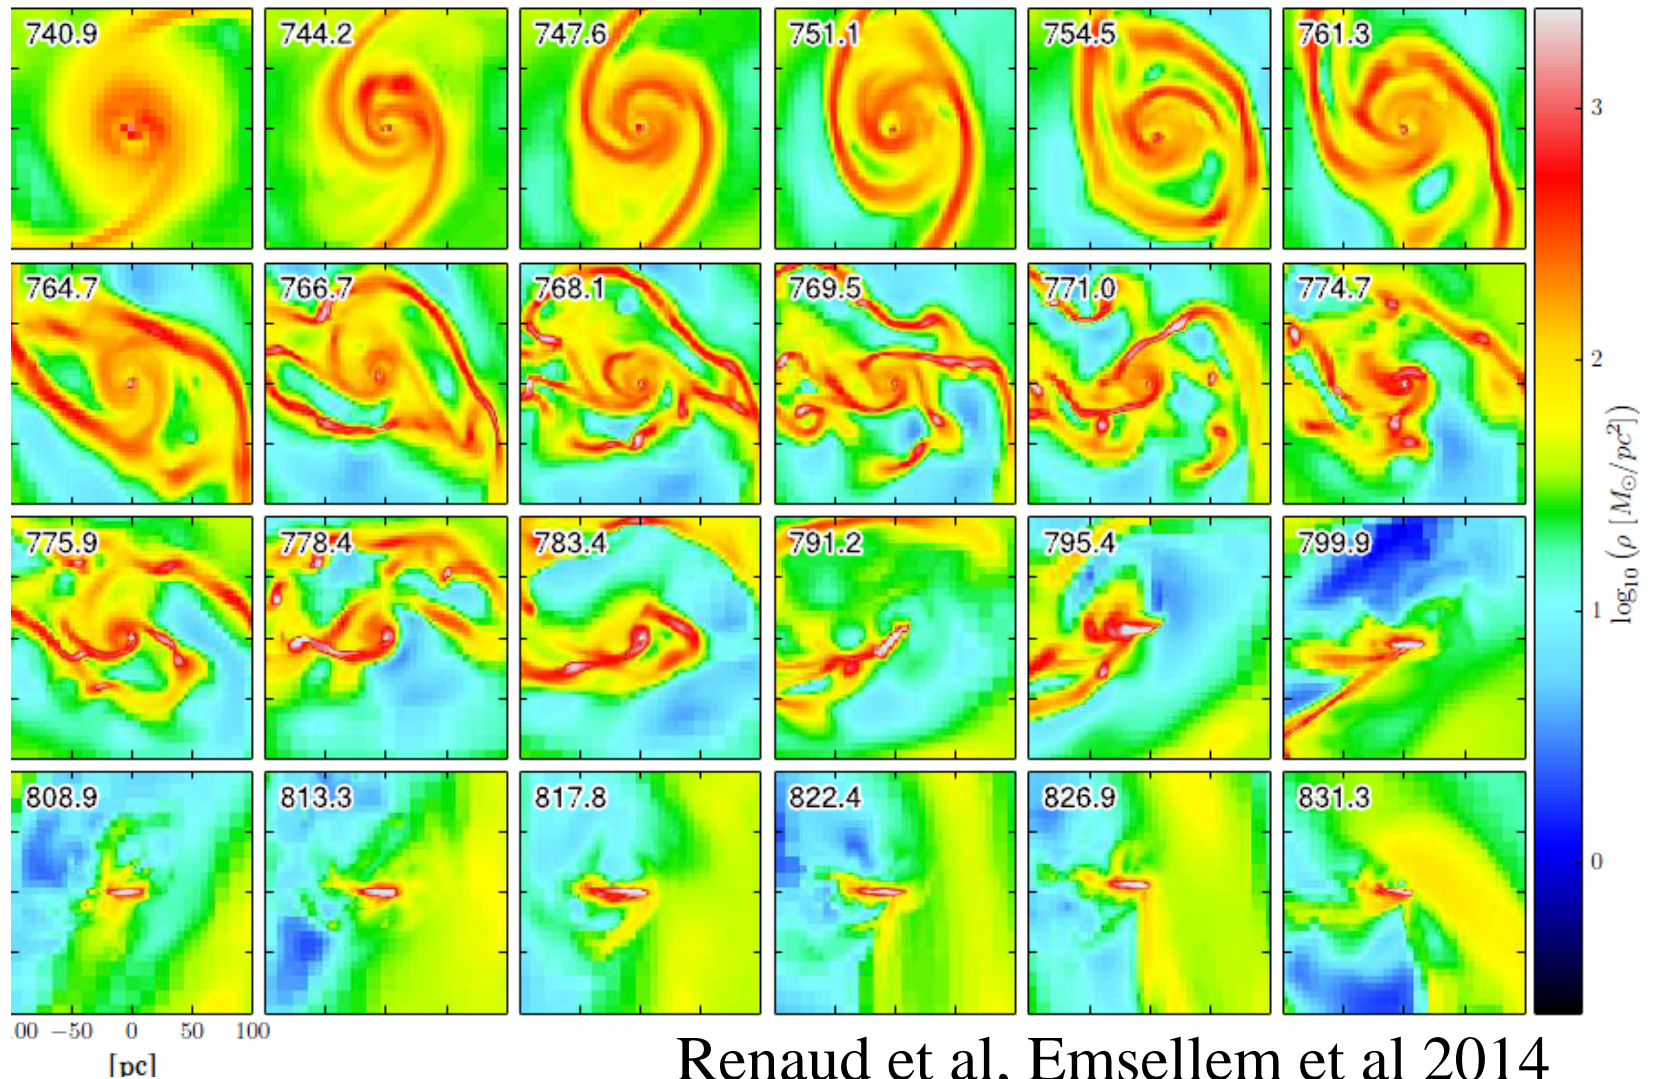 740.9 744.2 747.6 751.1 754.5 761.3
3
764.7 766.7 768.1 769.5 771.0 774.7
2
log₁₀ (ρ [M⊙/pc²])
775.9 778.4 783.4 791.2 795.4 799.9
1
808.9 813.3 817.8 822.4 826.9 831.3
0
00 −50 0 50 100
[pc]
Renaud et al, Emsellem et al 2014